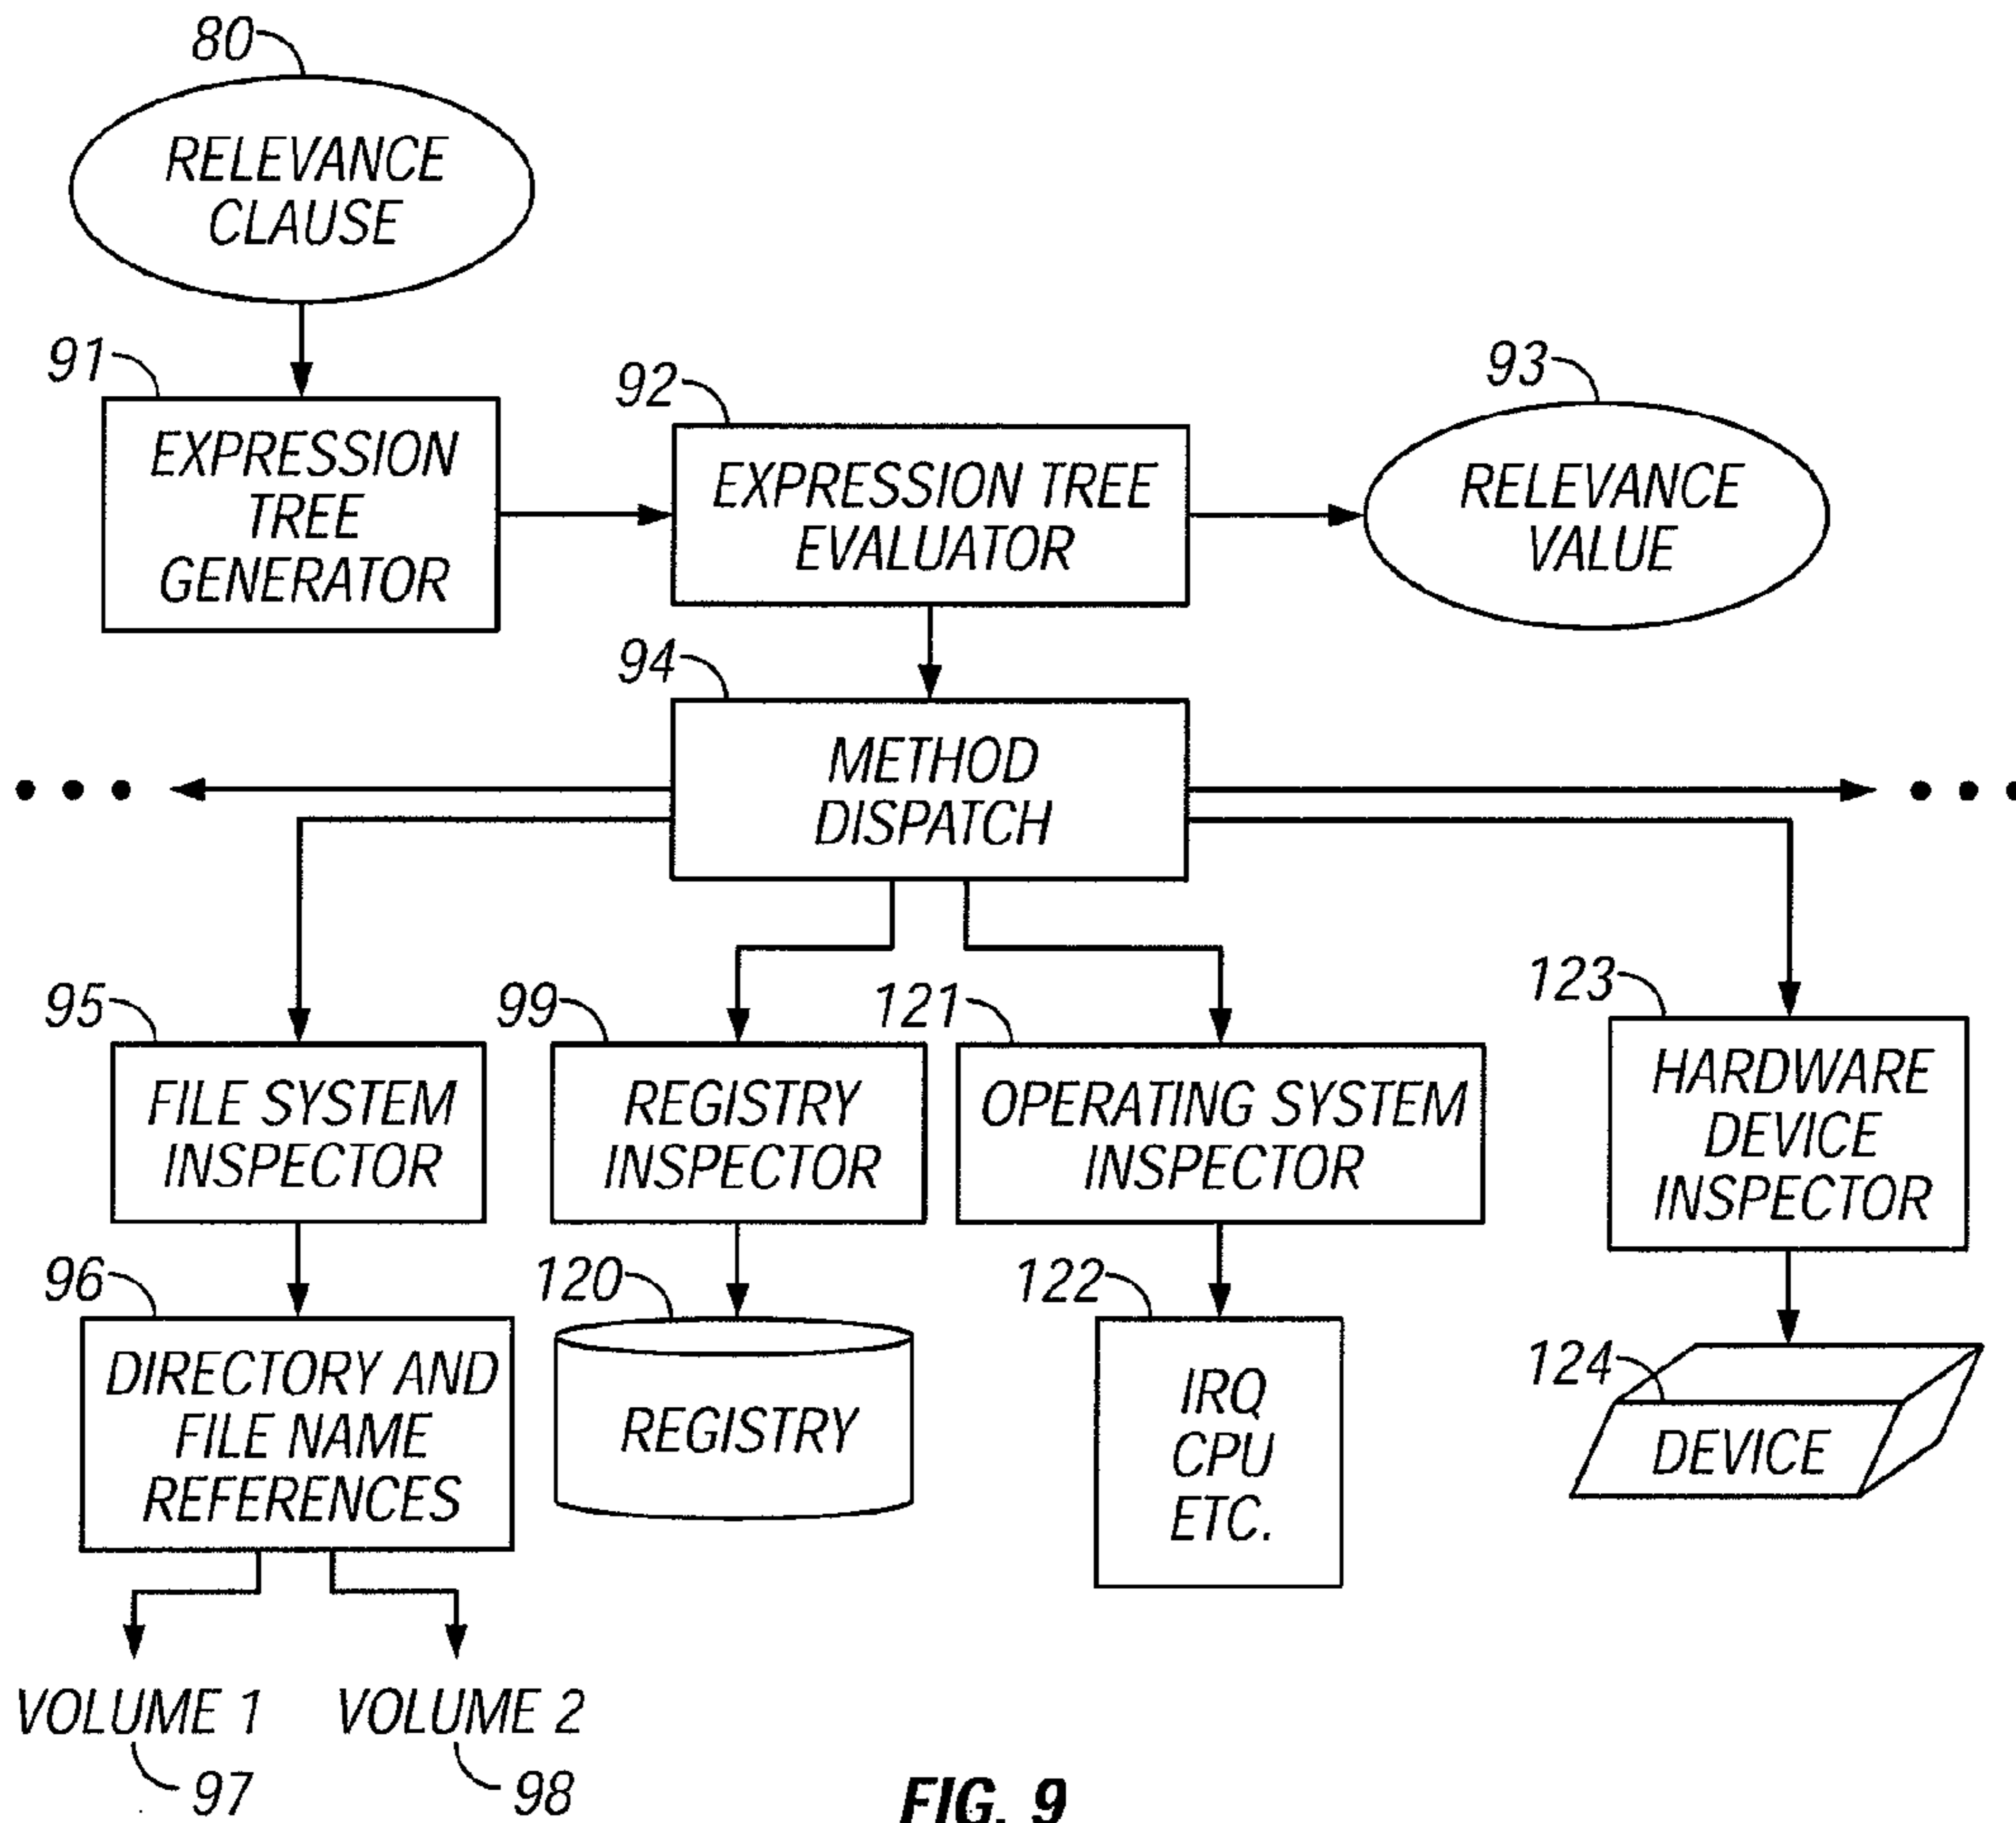 80
RELEVANCE
CLAUSE
91
EXPRESSION
TREE
GENERATOR
92
EXPRESSION TREE
EVALUATOR
93
RELEVANCE
VALUE
94
METHOD
DISPATCH
95
FILE SYSTEM
INSPECTOR
99
REGISTRY
INSPECTOR
121
OPERATING SYSTEM
INSPECTOR
123
HARDWARE
DEVICE
INSPECTOR
96
DIRECTORY AND
FILE NAME
REFERENCES
120
REGISTRY
122
IRQ
CPU
ETC.
124
DEVICE
VOLUME 1
97
VOLUME 2
98
FIG. 9